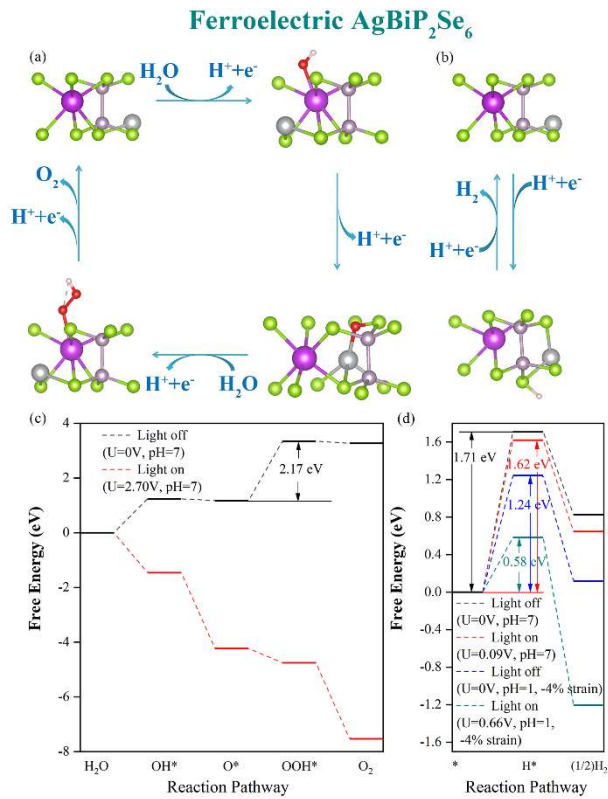 Ferroelectric AgBiP₂Se₆
(a)
H₂O
H⁺+e⁻
(b)
O₂
H⁺+e⁻
H⁺+e⁻
H₂
H⁺+e⁻
H⁺+e⁻
H⁺+e⁻
H₂O
(c)
Free Energy (eV)
4
2
0
-2
-4
-6
-8
Light off
(U=0V, pH=7)
Light on
(U=2.70V, pH=7)
2.17 eV
H₂O
OH*
O*
OOH*
O₂
Reaction Pathway
(d)
Free Energy (eV)
1.6
1.2
0.8
0.4
0.0
-0.4
-0.8
-1.2
-1.6
1.71 eV
1.62 eV
1.24 eV
0.58 eV
Light off
(U=0V, pH=7)
Light on
(U=0.09V, pH=7)
Light off
(U=0V, pH=1, -4% strain)
Light on
(U=0.66V, pH=1,
-4% strain)
*
H*
(1/2)H₂
Reaction Pathway